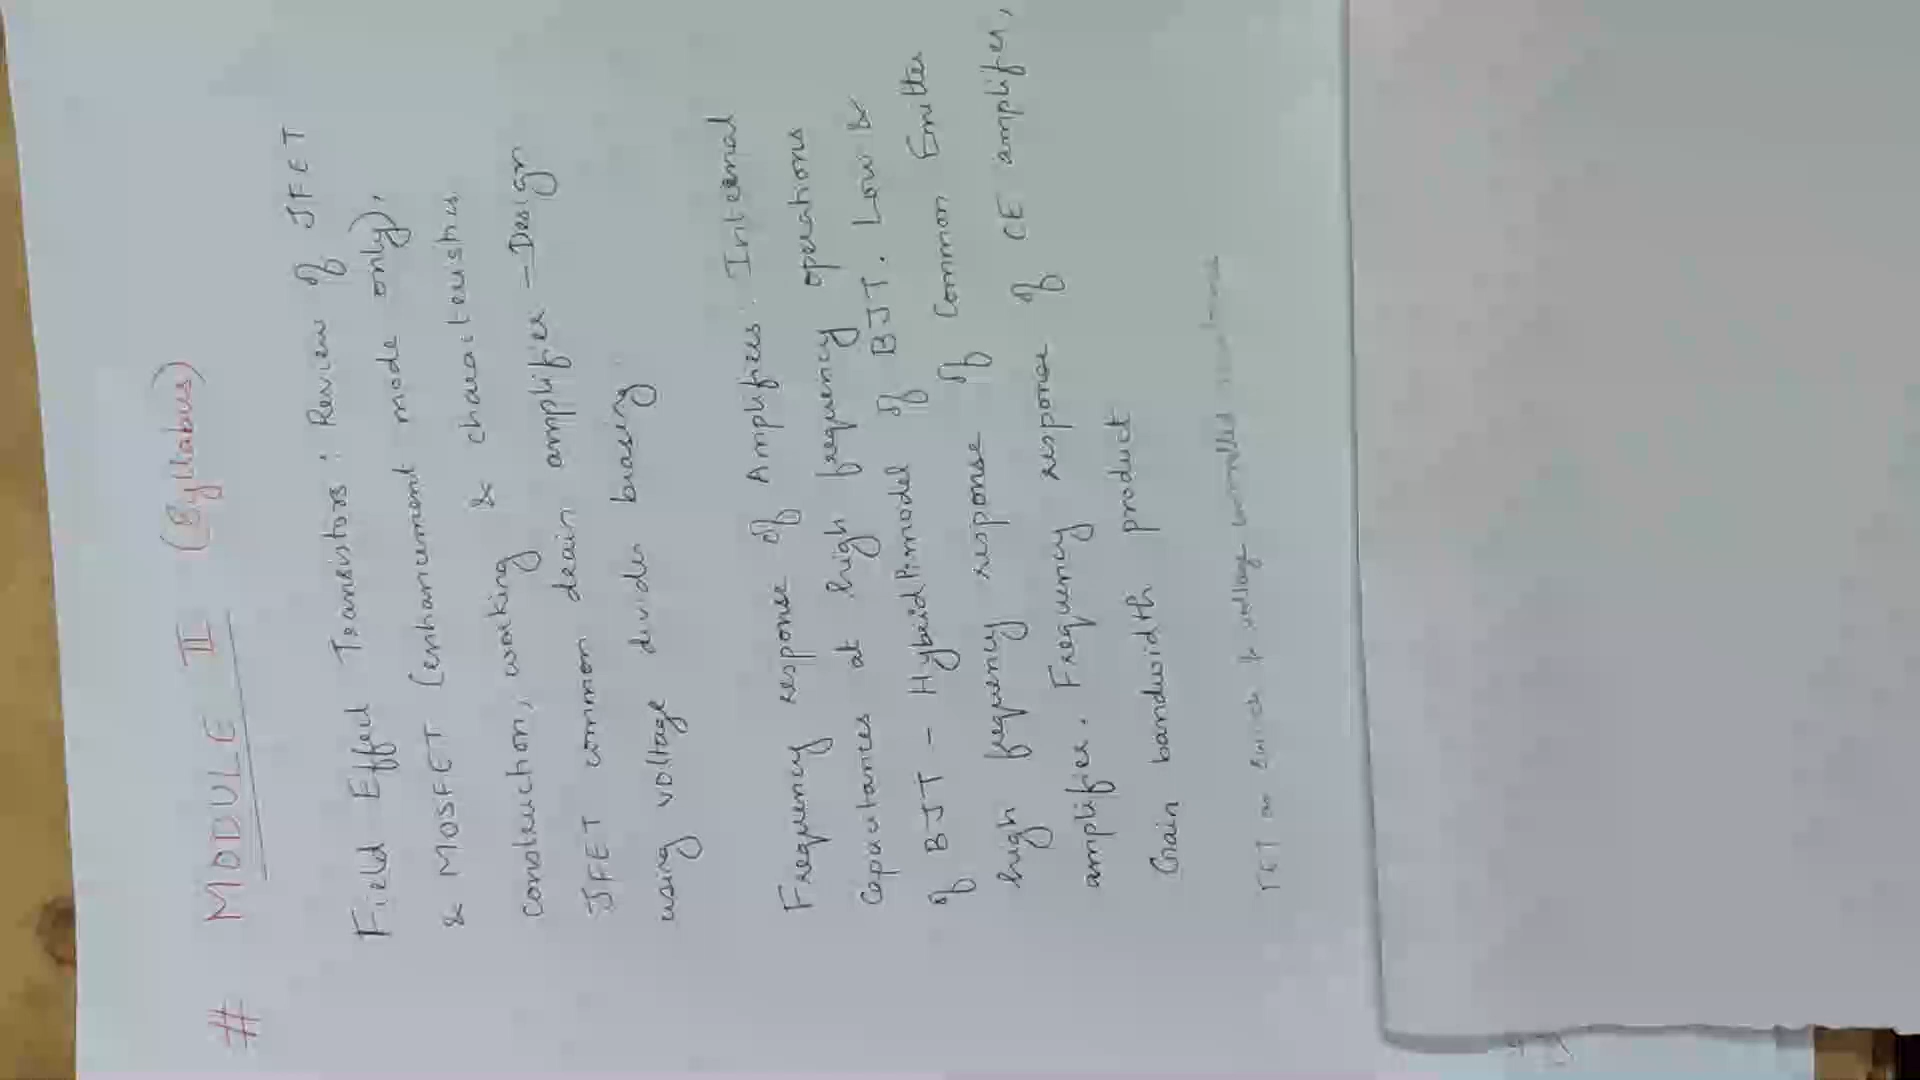 # MODULE II (Syllabus)
Field Effect Transistors : Review of JFET
& MOSFET (enhancement mode only),
construction, working & characteristics
JFET common drain amplifier - Design
using voltage divider biasing
Frequency response of Amplifiers: Internal
Capacitances at high frequency operations
of BJT - Hybrid Pi model of BJT. Low &
high frequency response of Common Emitter
amplifier. Frequency response of CE amplifier,
Gain bandwidth product
FET as switch & voltage controlled